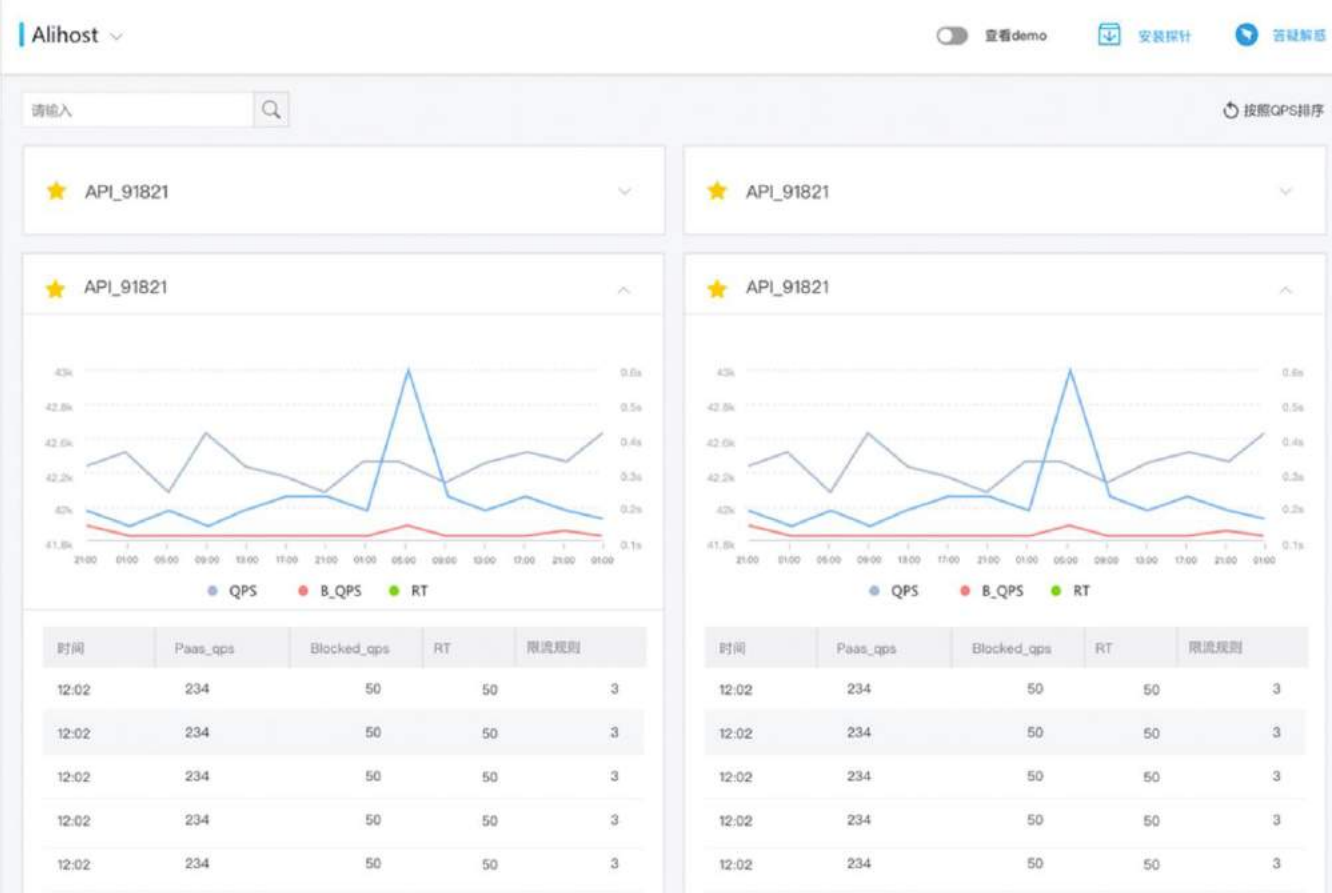 Alihost
查看demo
安装探针
答疑解惑
请输入
按照QPS排序
API_91821
API_91821
API_91821
43k
42.8k
42.6k
42.2k
42k
41.8k
0.6s
0.5s
0.4s
0.3s
0.2s
0.1s
21:00 01:00 05:00 09:00 13:00 17:00 21:00 01:00 05:00 09:00 13:00 17:00 21:00 01:00
QPS B_QPS RT
时间 Paas_qps Blocked_qps RT 限流规则
12:02 234 50 50 3
12:02 234 50 50 3
12:02 234 50 50 3
12:02 234 50 50 3
12:02 234 50 50 3
API_91821
43k
42.8k
42.6k
42.2k
42k
41.8k
0.6s
0.5s
0.4s
0.3s
0.2s
0.1s
21:00 01:00 05:00 09:00 13:00 17:00 21:00 01:00 05:00 09:00 13:00 17:00 21:00 01:00
QPS B_QPS RT
时间 Paas_qps Blocked_qps RT 限流规则
12:02 234 50 50 3
12:02 234 50 50 3
12:02 234 50 50 3
12:02 234 50 50 3
12:02 234 50 50 3